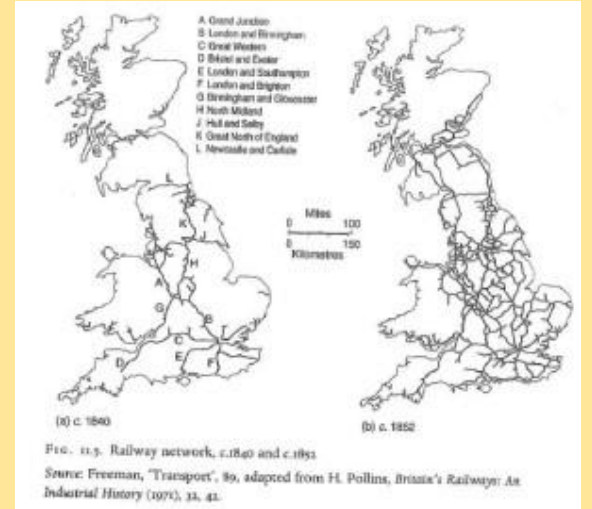 A Grand Junction
B London and Birmingham
C Great Western
D Bristol and Exeter
E London and Southampton
F London and Brighton
G Birmingham and Gloucester
H North Midland
J Hull and Selby
K Great North of England
L Newcastle and Carlisle
L
K
J
H
A
G
B
C
D
E
F
Miles
0 100
0 150
Kilometres
(a) c. 1840
(b) c. 1852
FIG. 11.5. Railway network, c.1840 and c.1852
Source: Freeman, 'Transport', 89, adapted from H. Pollins, Britain's Railways: An
Industrial History (1971), 32, 42.